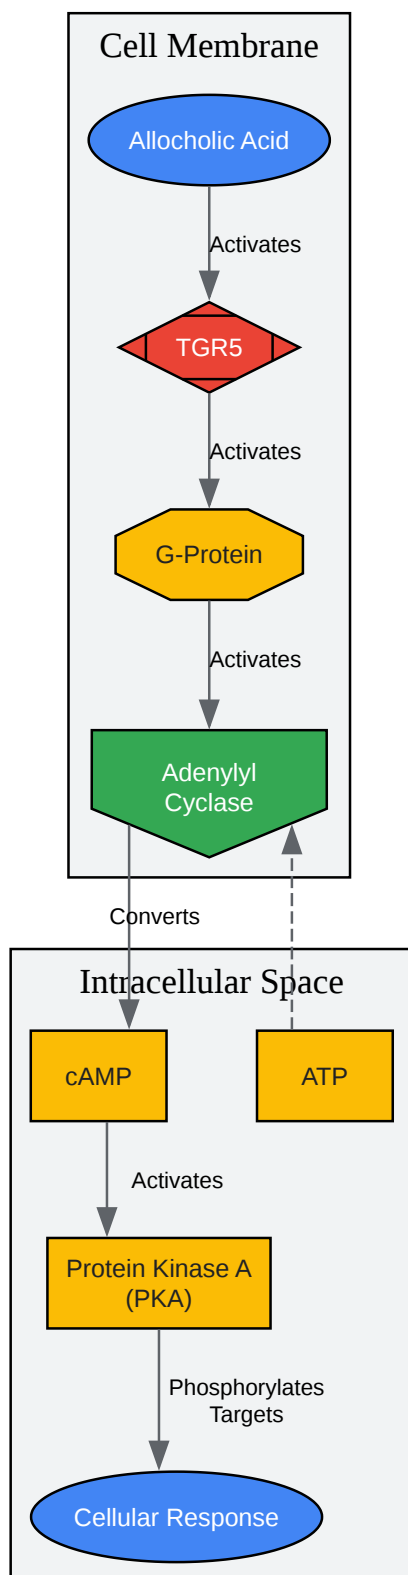 Cell Membrane
Allocholic Acid
Activates
TGR5
Activates
G-Protein
Activates
Adenylyl
Cyclase
Converts
Intracellular Space
cAMP
ATP
Activates
Protein Kinase A
(PKA)
Phosphorylates
Targets
Cellular Response